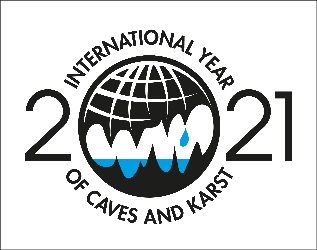 INTERNATIONAL YEAR
2021
OF CAVES AND KARST